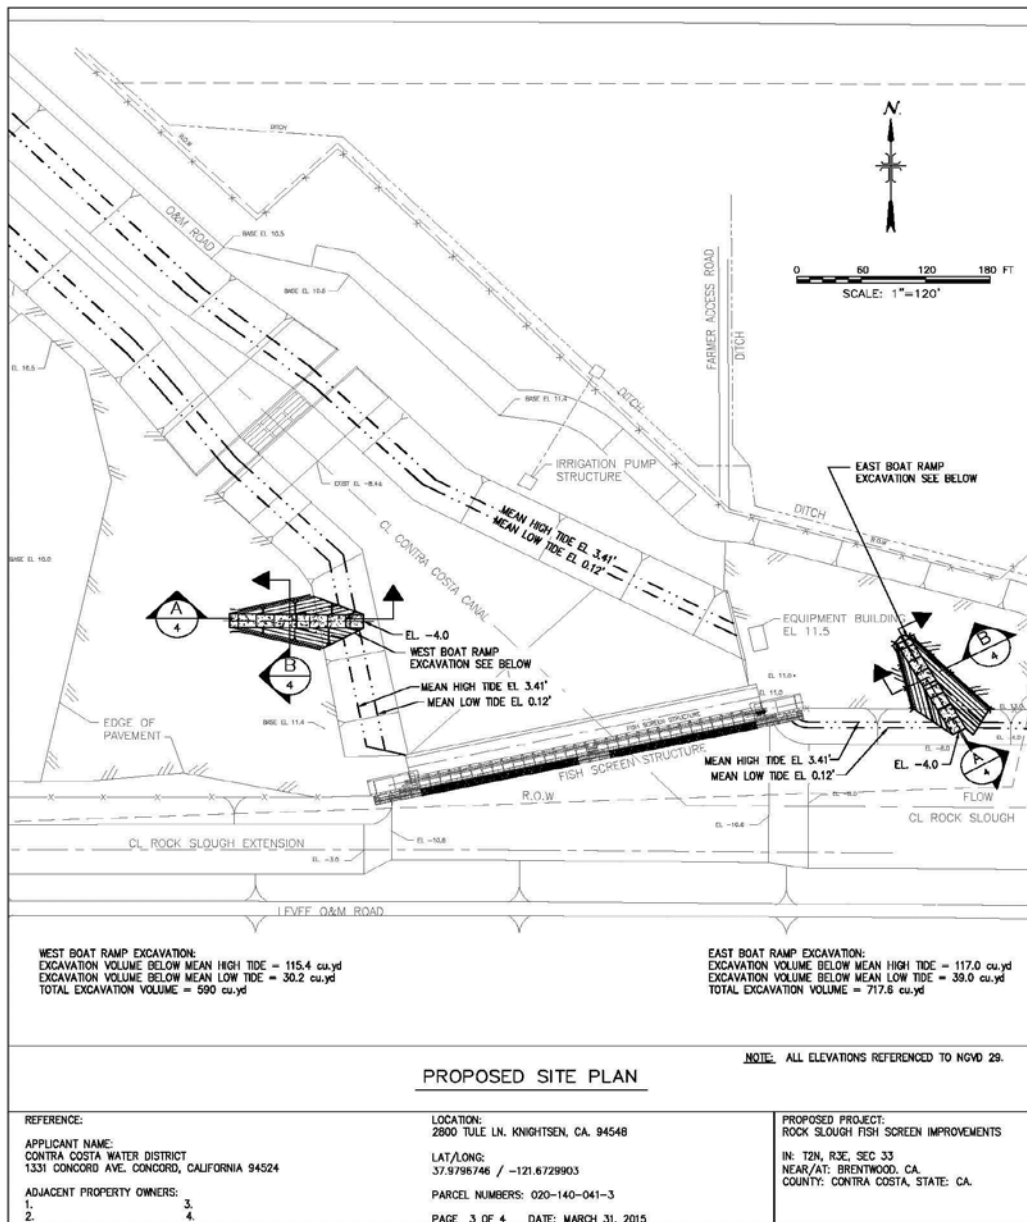 DITCH
R.O.W
N.
O&M ROAD
BASE EL 10.5
BASE EL 10.6
0 60 120 180 FT
SCALE: 1"=120'
FARMER ACCESS ROAD
DITCH
EL 16.5
BASE EL 11.4
DITCH
IRRIGATION PUMP
STRUCTURE
EAST BOAT RAMP
EXCAVATION SEE BELOW
CL CONTRA COSTA CANAL
MEAN HIGH TIDE EL 3.41'
MEAN LOW TIDE EL 0.12'
DITCH
R.O.W
BASE EL 10.0
A
4
B
4
EL. -4.0
WEST BOAT RAMP
EXCAVATION SEE BELOW
EQUIPMENT BUILDING
EL 11.5
B
4
MEAN HIGH TIDE EL 3.41'
MEAN LOW TIDE EL 0.12'
BASE EL 11.4
EDGE OF
PAVEMENT
EL 11.0
EL 11.0
FISH SCREEN STRUCTURE
FISH SCREEN STRUCTURE
MEAN HIGH TIDE EL 3.41'
MEAN LOW TIDE EL 0.12'
EL. -4.0
A
4
R.O.W
FLOW
CL ROCK SLOUGH
CL ROCK SLOUGH EXTENSION
EL -10.8
LEVEE O&M ROAD
WEST BOAT RAMP EXCAVATION:
EXCAVATION VOLUME BELOW MEAN HIGH TIDE = 115.4 cu.yd
EXCAVATION VOLUME BELOW MEAN LOW TIDE = 30.2 cu.yd
TOTAL EXCAVATION VOLUME = 590 cu.yd
EAST BOAT RAMP EXCAVATION:
EXCAVATION VOLUME BELOW MEAN HIGH TIDE = 117.0 cu.yd
EXCAVATION VOLUME BELOW MEAN LOW TIDE = 39.0 cu.yd
TOTAL EXCAVATION VOLUME = 717.6 cu.yd
NOTE: ALL ELEVATIONS REFERENCED TO NGVD 29.
PROPOSED SITE PLAN
REFERENCE:
APPLICANT NAME:
CONTRA COSTA WATER DISTRICT
1331 CONCORD AVE. CONCORD, CALIFORNIA 94524
ADJACENT PROPERTY OWNERS:
1. 3.
2. 4.
LOCATION:
2800 TULE LN. KNIGHTSEN, CA. 94548
LAT/LONG:
37.9796746 / -121.6729903
PARCEL NUMBERS: 020-140-041-3
PAGE 3 OF 4 DATE: MARCH 31, 2015
PROPOSED PROJECT:
ROCK SLOUGH FISH SCREEN IMPROVEMENTS
IN: T2N, R3E, SEC 33
NEAR/AT: BRENTWOOD. CA.
COUNTY: CONTRA COSTA, STATE: CA.